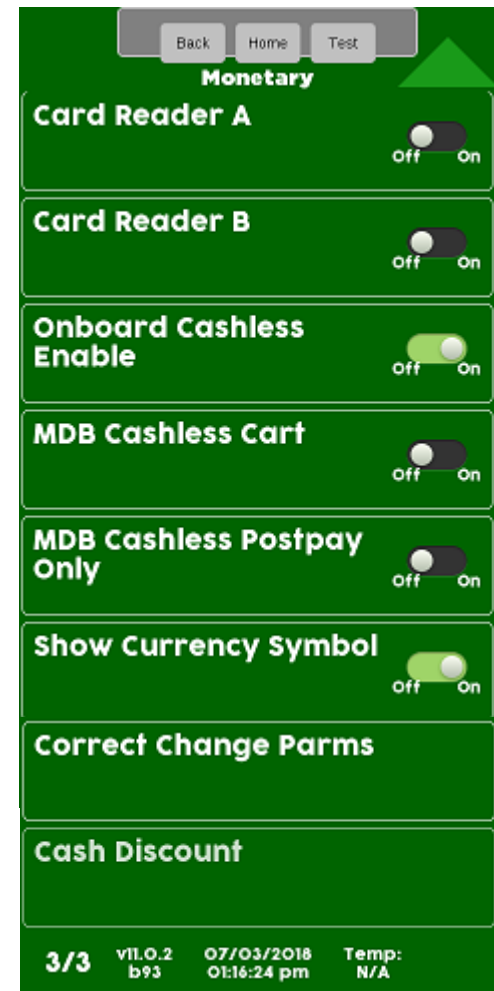 Back Home Test
Monetary
Card Reader A
Off On
Card Reader B
Off On
Onboard Cashless
Enable
Off On
MDB Cashless Cart
Off On
MDB Cashless Postpay
Only
Off On
Show Currency Symbol
Off On
Correct Change Parms
Cash Discount
3/3 v11.0.2 07/03/2018 Temp:
b93 01:16:24 pm N/A